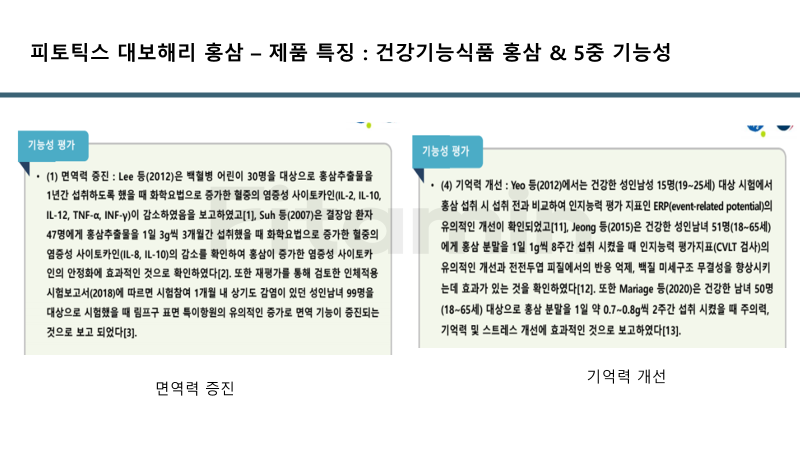 피토틱스 대보해리 홍삼 – 제품 특징 : 건강기능식품 홍삼 & 5중 기능성
기능성 평가
• (1) 면역력 증진 : Lee 등(2012)은 백혈병 어린이 30명을 대상으로 홍삼추출물을
1년간 섭취하도록 했을 때 화학요법으로 증가한 혈중의 염증성 사이토카인(IL-2, IL-10,
IL-12, TNF-α, INF-γ)이 감소하였음을 보고하였고[1], Suh 등(2007)은 결장암 환자
47명에게 홍삼추출물을 1일 3g씩 3개월간 섭취했을 때 화학요법으로 증가한 혈중의
염증성 사이토카인(IL-8, IL-10)의 감소를 확인하여 홍삼이 증가한 염증성 사이토카
인의 안정화에 효과적인 것으로 확인하였다[2]. 또한 재평가를 통해 검토한 인체적용
시험보고서(2018)에 따르면 시험참여 1개월 내 상기도 감염이 있던 성인남녀 99명을
대상으로 시험했을 때 림프구 표면 특이항원의 유의적인 증가로 면역 기능이 증진되는
것으로 보고 되었다[3].
면역력 증진
기능성 평가
• (4) 기억력 개선 : Yeo 등(2012)에서는 건강한 성인남성 15명(19~25세) 대상 시험에서
홍삼 섭취 시 섭취 전과 비교하여 인지능력 평가 지표인 ERP(event-related potential)의
유의적인 개선이 확인되었고[11], Jeong 등(2015)은 건강한 성인남녀 51명(18~65세)
에게 홍삼 분말을 1일 1g씩 8주간 섭취 시켰을 때 인지능력 평가지표(CVLT 검사)의
유의적인 개선과 전전두엽 피질에서의 반응 억제, 백질 미세구조 무결성을 향상시키
는데 효과가 있는 것을 확인하였다[12]. 또한 Mariage 등(2020)은 건강한 남녀 50명
(18~65세) 대상으로 홍삼 분말을 1일 약 0.7~0.8g씩 2주간 섭취 시켰을 때 주의력,
기억력 및 스트레스 개선에 효과적인 것으로 보고하였다[13].
기억력 개선